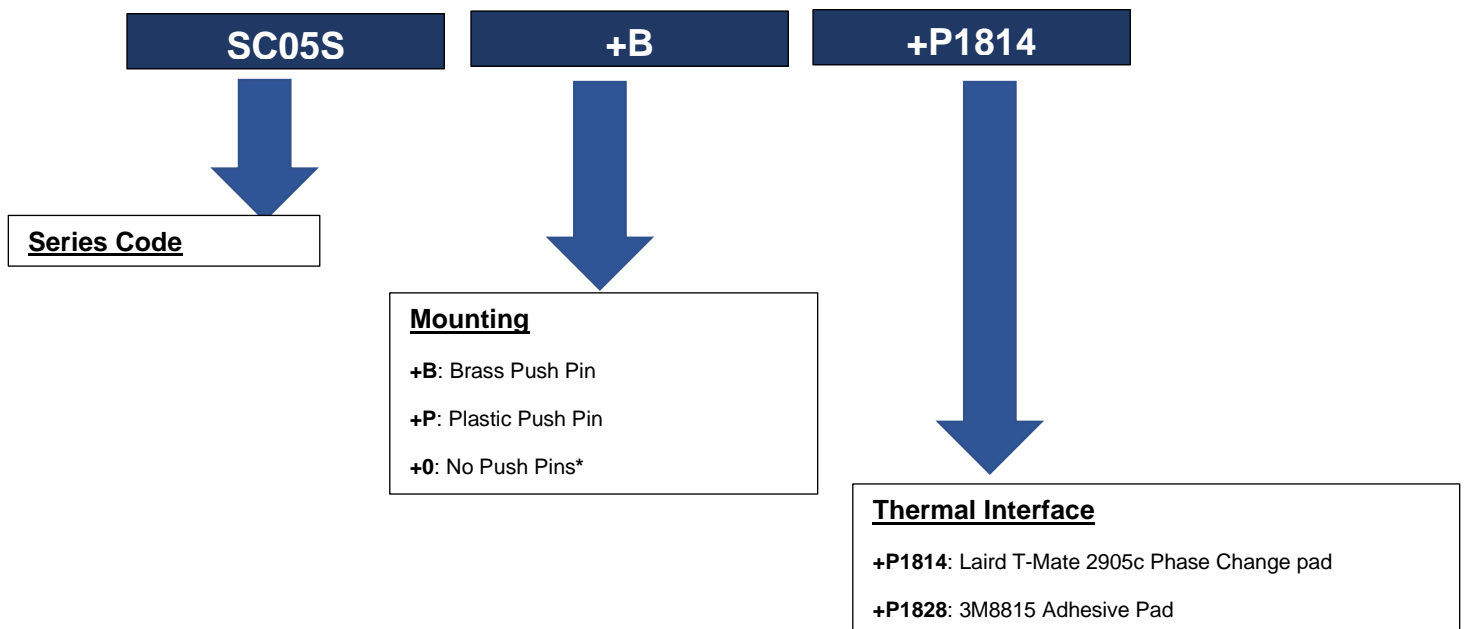 SC05S +B +P1814
Series Code
Mounting
+B: Brass Push Pin
+P: Plastic Push Pin
+0: No Push Pins*
Thermal Interface
+P1814: Laird T-Mate 2905c Phase Change pad
+P1828: 3M8815 Adhesive Pad